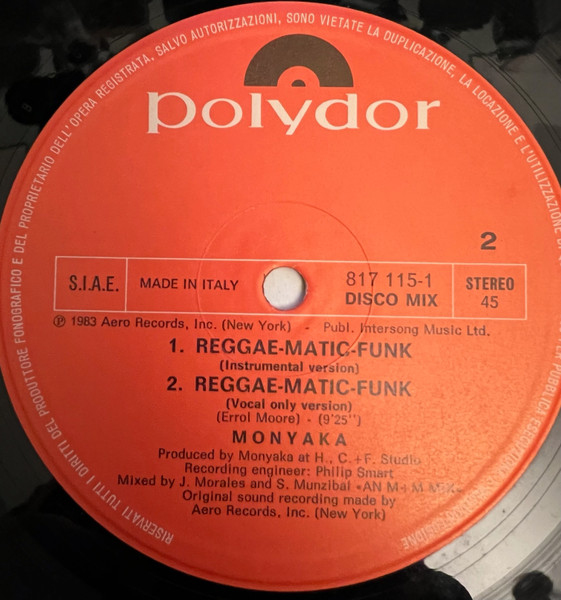 RISERVATI TUTTI I DIRITTI DEL PRODUTTORE FONOGRAFICO E DEL PROPRIETARIO DELL'OPERA REGISTRATA. SALVO AUTORIZZAZIONI, SONO VIETATE LA DUPLICAZIONE, LA LOCAZIONE E L'UTILIZZAZIONE
polydor
2
S.I.A.E.
MADE IN ITALY
817 115-1
DISCO MIX
STEREO
45
℗ 1983 Aero Records, Inc. (New York) - Publ. Intersong Music Ltd.
1. REGGAE-MATIC-FUNK
(Instrumental version)
2. REGGAE-MATIC-FUNK
(Vocal only version)
(Errol Moore) - (9'25'')
MONYAKA
Produced by Monyaka at H., C.+F. Studio
Recording engineer: Philip Smart
Mixed by J. Morales and S. Munzibal «AN M+M MIX»
Original sound recording made by
Aero Records, Inc. (New York)